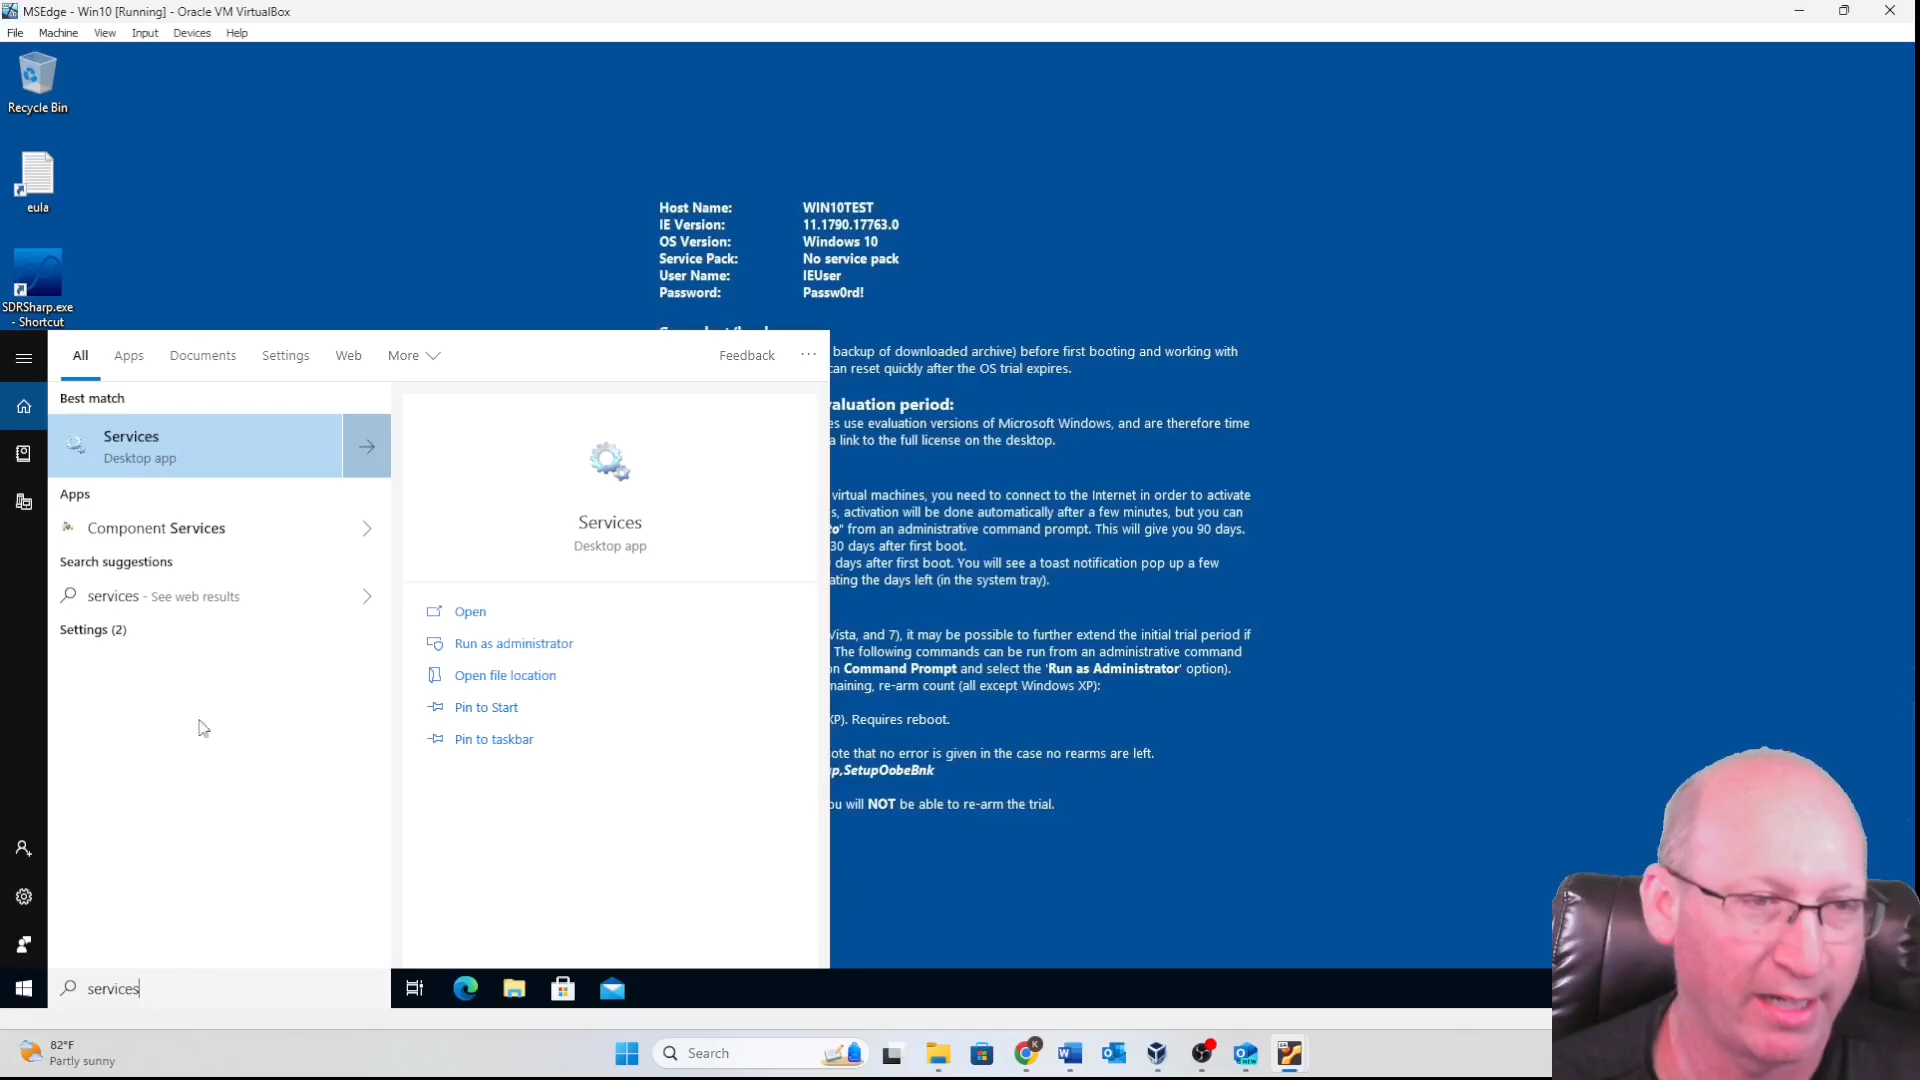 MSEdge - Win10 [Running] - Oracle VM VirtualBox
File Machine View Input Devices Help
Recycle Bin
eula
SDRSharp.exe
- Shortcut
Host Name: WIN10TEST
IE Version: 11.1790.17763.0
OS Version: Windows 10
Service Pack: No service pack
User Name: IEUser
Password: Passw0rd!
backup of downloaded archive) before first booting and working with
an reset quickly after the OS trial expires.
aluation period:
es use evaluation versions of Microsoft Windows, and are therefore time
a link to the full license on the desktop.
virtual machines, you need to connect to the Internet in order to activate
s, activation will be done automatically after a few minutes, but you can
o" from an administrative command prompt. This will give you 90 days.
30 days after first boot.
days after first boot. You will see a toast notification pop up a few
ating the days left (in the system tray).
Vista, and 7), it may be possible to further extend the initial trial period if
The following commands can be run from an administrative command
on Command Prompt and select the 'Run as Administrator' option).
maining, re-arm count (all except Windows XP):
XP). Requires reboot.
ote that no error is given in the case no rearms are left.
p,SetupOobeBnk
ou will NOT be able to re-arm the trial.
All Apps Documents Settings Web More Feedback ...
Best match
Services
Desktop app
Apps
Component Services
Search suggestions
services - See web results
Settings (2)
Services
Desktop app
Open
Run as administrator
Open file location
Pin to Start
Pin to taskbar
services
82°F
Partly sunny
Search
K
NEW